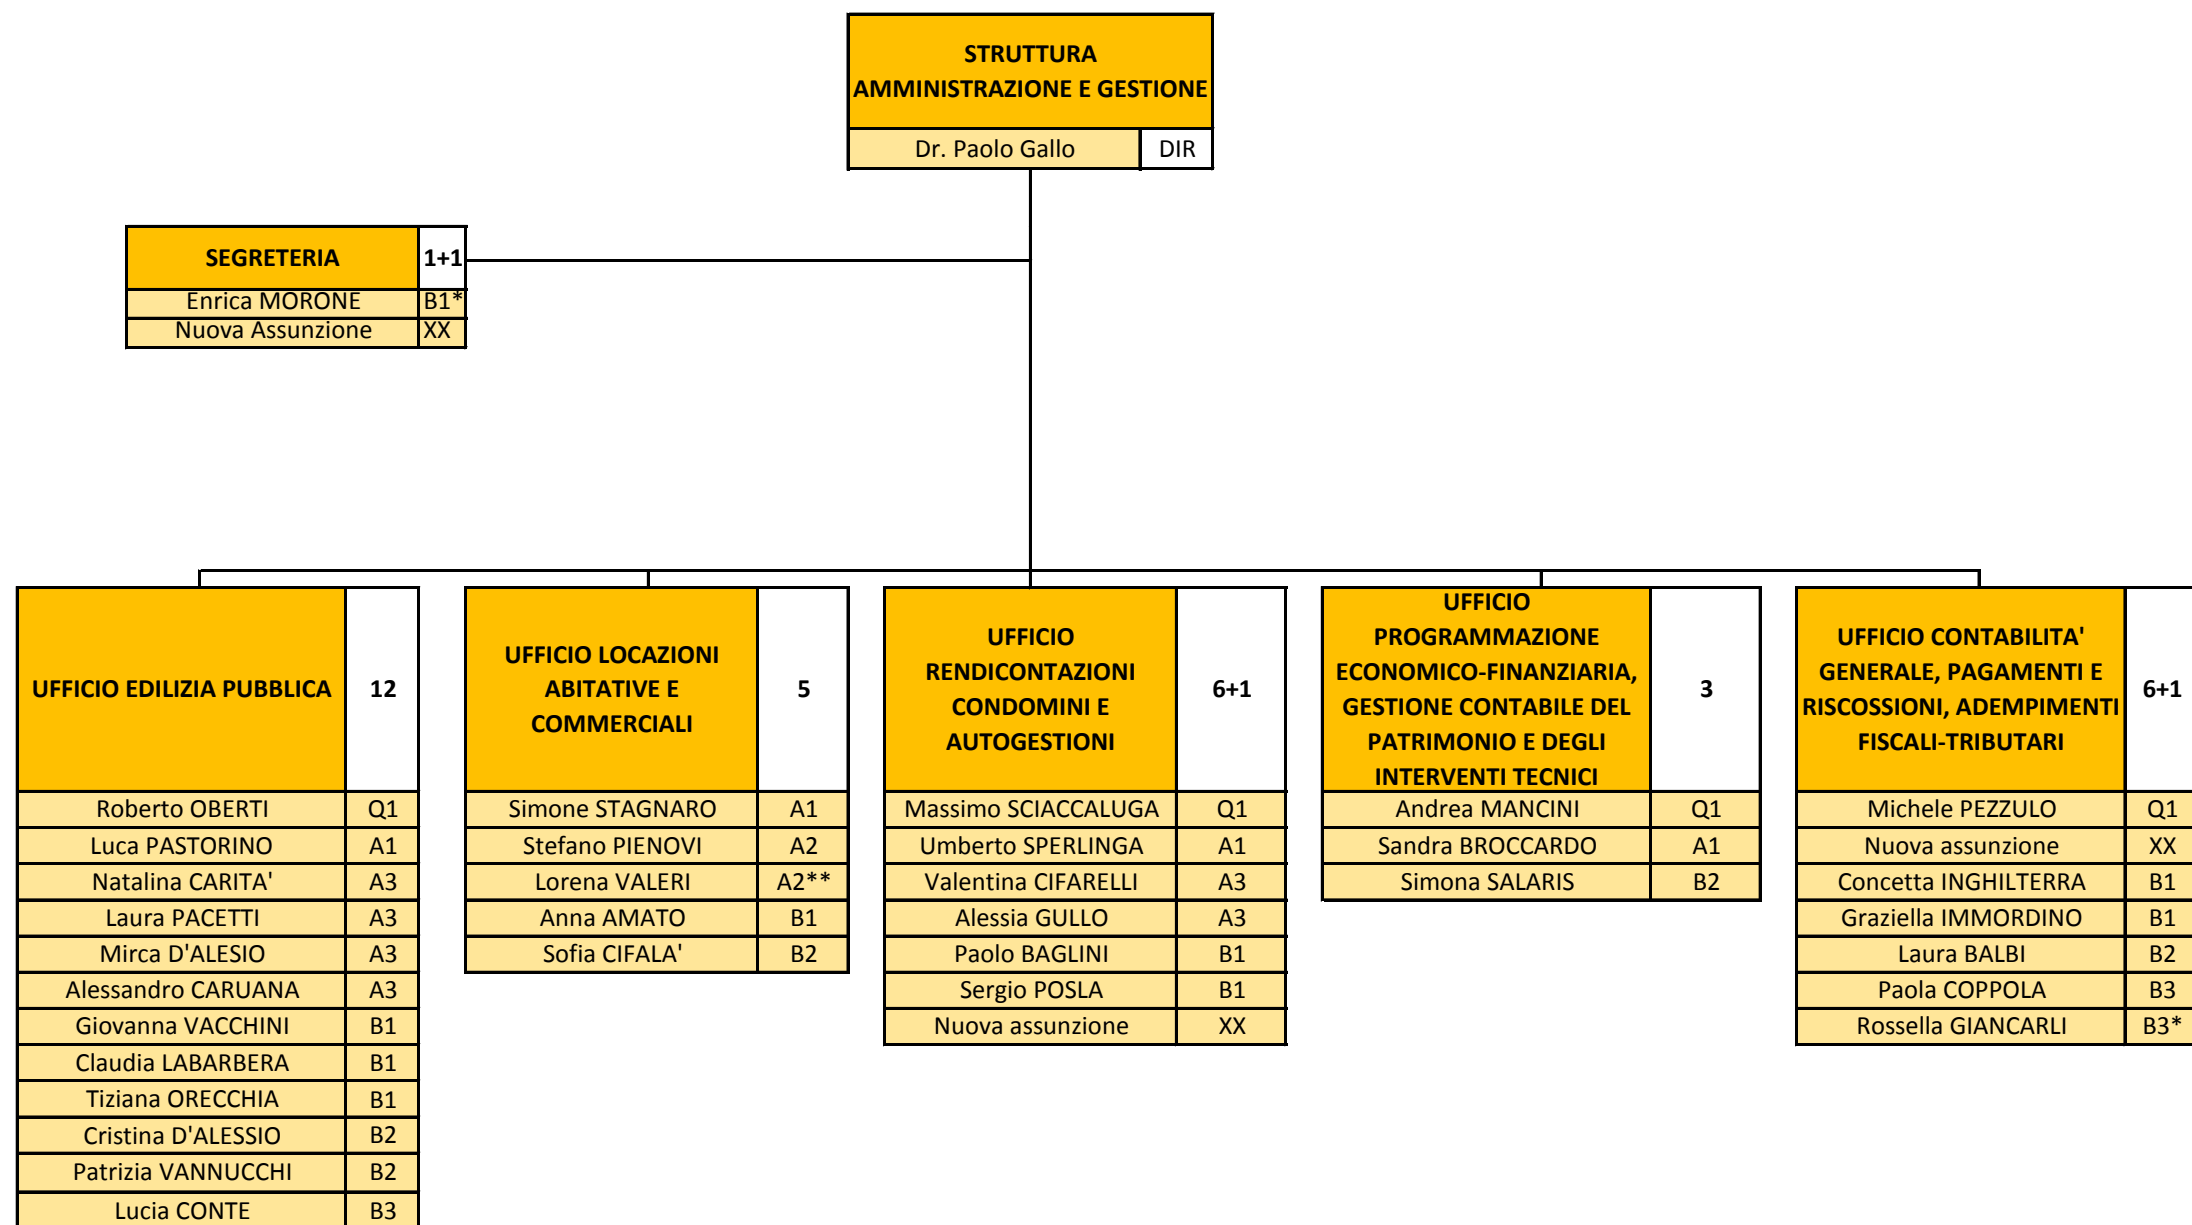 STRUTTURA
AMMINISTRAZIONE E GESTIONE
Dr. Paolo Gallo DIR
SEGRETERIA 1+1
Enrica MORONE B1*
Nuova Assunzione XX
UFFICIO EDILIZIA PUBBLICA 12
Roberto OBERTI Q1
Luca PASTORINO A1
Natalina CARITA' A3
Laura PACETTI A3
Mirca D'ALESIO A3
Alessandro CARUANA A3
Giovanna VACCHINI B1
Claudia LABARBERA B1
Tiziana ORECCHIA B1
Cristina D'ALESSIO B2
Patrizia VANNUCCHI B2
Lucia CONTE B3
UFFICIO LOCAZIONI
ABITATIVE E 5
COMMERCIALI
Simone STAGNARO A1
Stefano PIENOVI A2
Lorena VALERI A2**
Anna AMATO B1
Sofia CIFALA' B2
UFFICIO
RENDICONTAZIONI
CONDOMINI E 6+1
AUTOGESTIONI
Massimo SCIACCALUGA Q1
Umberto SPERLINGA A1
Valentina CIFARELLI A3
Alessia GULLO A3
Paolo BAGLINI B1
Sergio POSLA B1
Nuova assunzione XX
UFFICIO
PROGRAMMAZIONE
ECONOMICO-FINANZIARIA,
GESTIONE CONTABILE DEL 3
PATRIMONIO E DEGLI
INTERVENTI TECNICI
Andrea MANCINI Q1
Sandra BROCCARDO A1
Simona SALARIS B2
UFFICIO CONTABILITA'
GENERALE, PAGAMENTI E 6+1
RISCOSSIONI, ADEMPIMENTI
FISCALI-TRIBUTARI
Michele PEZZULO Q1
Nuova assunzione XX
Concetta INGHILTERRA B1
Graziella IMMORDINO B1
Laura BALBI B2
Paola COPPOLA B3
Rossella GIANCARLI B3*